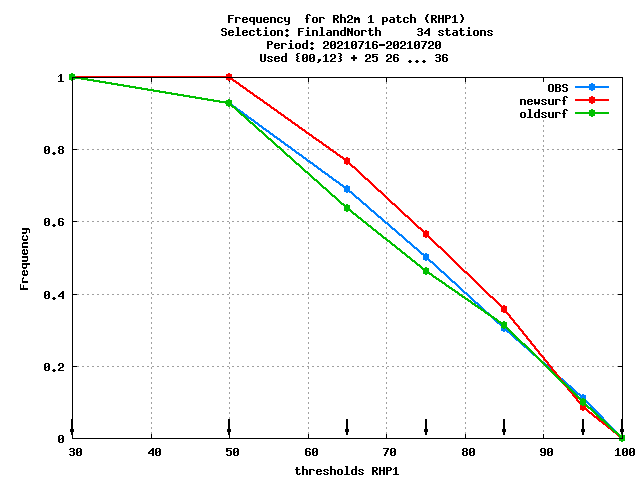 Frequency  for Rh2m 1 patch (RHP1)
Selection: FinlandNorth     34 stations
Period: 20210716-20210720
Used {00,12} + 25 26 ... 36
OBS
newsurf
oldsurf
1
0.8
0.6
0.4
0.2
0
Frequency
30 40 50 60 70 80 90 100
thresholds RHP1